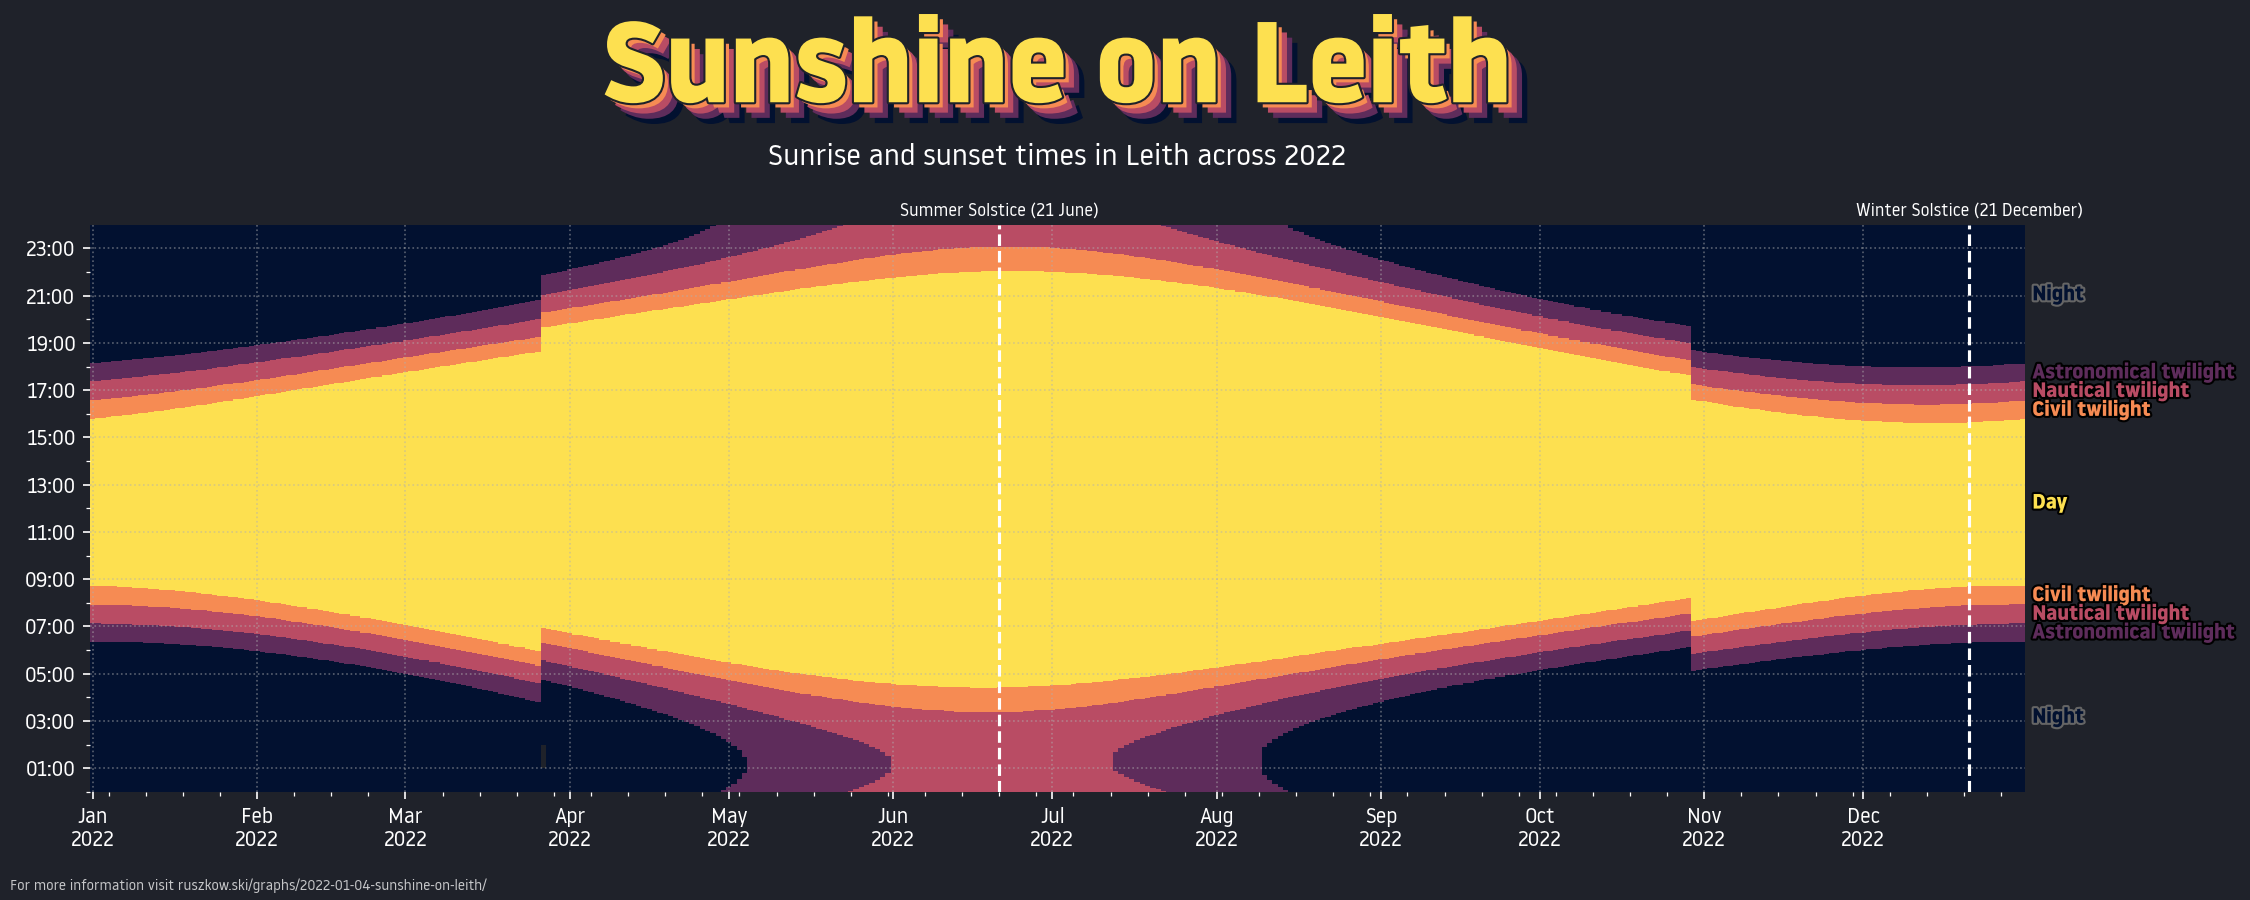 Sunshine on Leith
Sunrise and sunset times in Leith across 2022
Summer Solstice (21 June)
Winter Solstice (21 December)
23:00
21:00
19:00
17:00
15:00
13:00
11:00
09:00
07:00
05:00
03:00
01:00
Night
Astronomical twilight
Nautical twilight
Civil twilight
Day
Civil twilight
Nautical twilight
Astronomical twilight
Night
Jan Feb Mar Apr May Jun Jul Aug Sep Oct Nov Dec
2022 2022 2022 2022 2022 2022 2022 2022 2022 2022 2022 2022
For more information visit ruszkow.ski/graphs/2022-01-04-sunshine-on-leith/